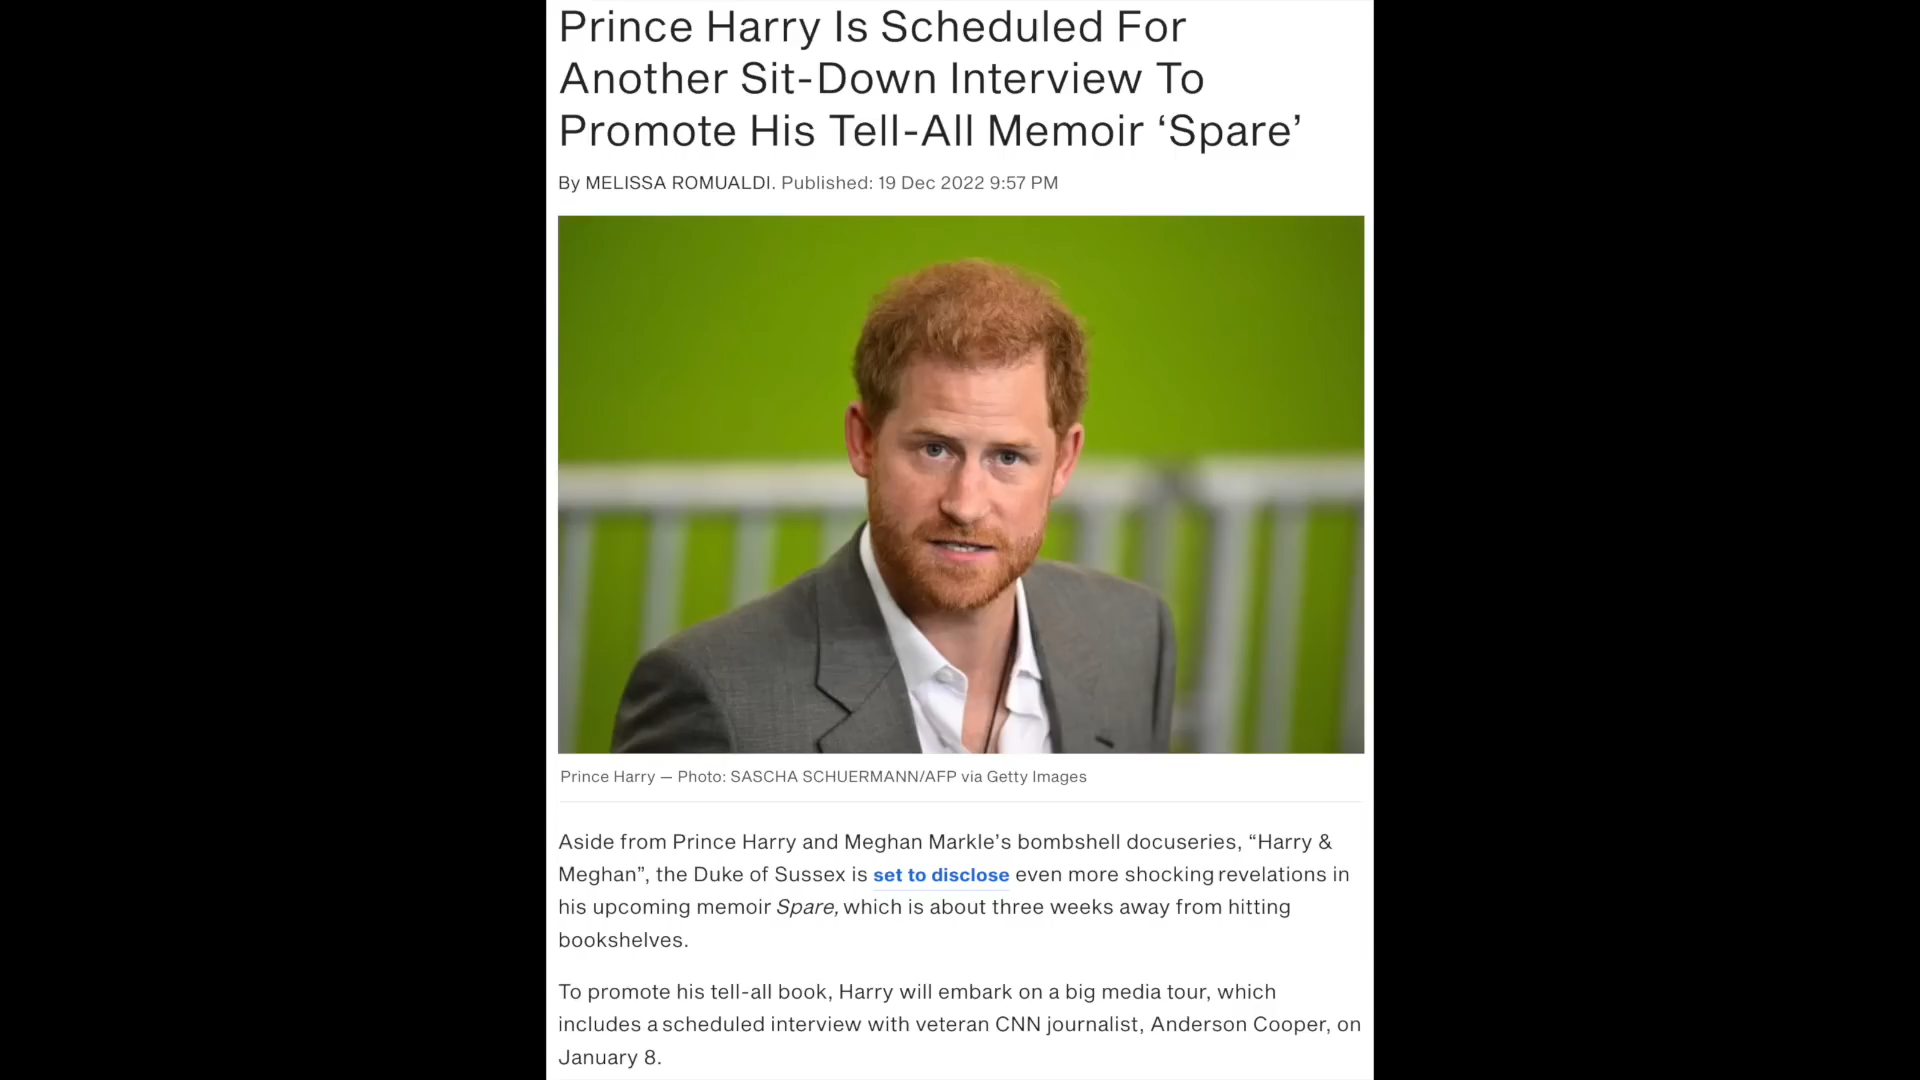 Prince Harry Is Scheduled For
Another Sit-Down Interview To
Promote His Tell-All Memoir ‘Spare’
By MELISSA ROMUALDI. Published: 19 Dec 2022 9:57 PM
Prince Harry — Photo: SASCHA SCHUERMANN/AFP via Getty Images
Aside from Prince Harry and Meghan Markle’s bombshell docuseries, “Harry &
Meghan”, the Duke of Sussex is set to disclose even more shocking revelations in
his upcoming memoir Spare, which is about three weeks away from hitting
bookshelves.
To promote his tell-all book, Harry will embark on a big media tour, which
includes a scheduled interview with veteran CNN journalist, Anderson Cooper, on
January 8.